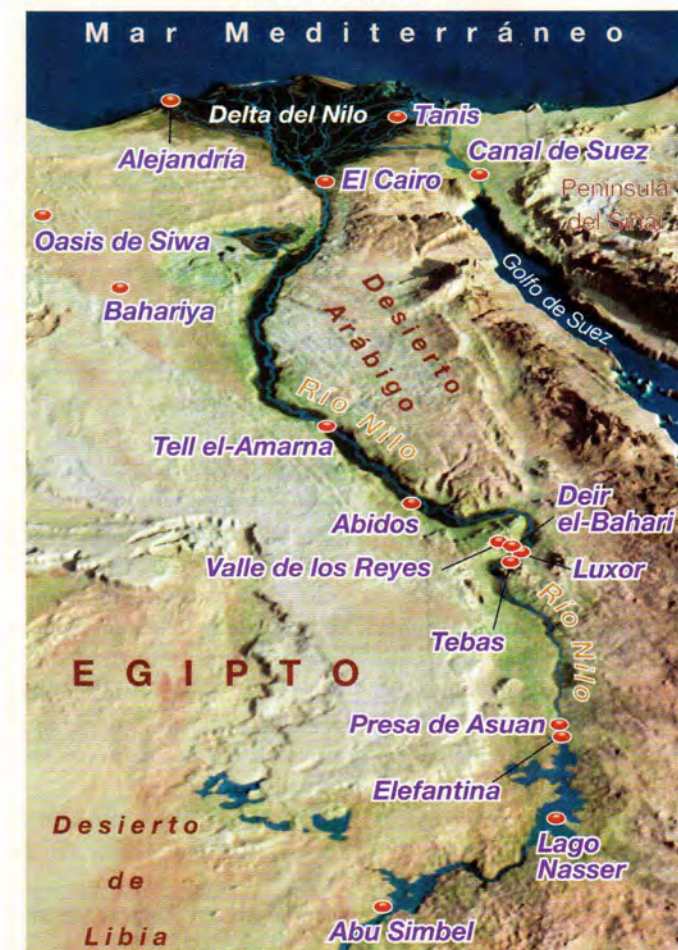 Mar Mediterráneo
Delta del Nilo
Tanis
Alejandría
Canal de Suez
El Cairo
Península
del Sinaí
Oasis de Siwa
Golfo de Suez
Bahariya
Desierto
Arábigo
Río Nilo
Tell el-Amarna
Abidos
Deir
el-Bahari
Valle de los Reyes
Luxor
Tebas
Río Nilo
EGIPTO
Presa de Asuan
Elefantina
Desierto
de
Libia
Lago
Nasser
Abu Simbel